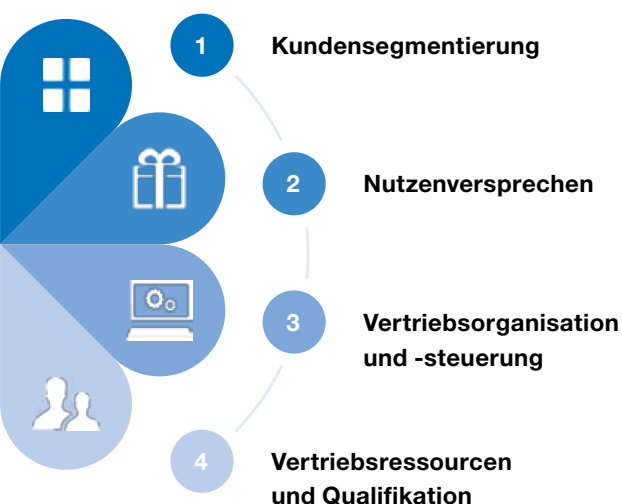 1 Kundensegmentierung
2 Nutzenversprechen
3 Vertriebsorganisation
und -steuerung
4 Vertriebsressourcen
und Qualifikation